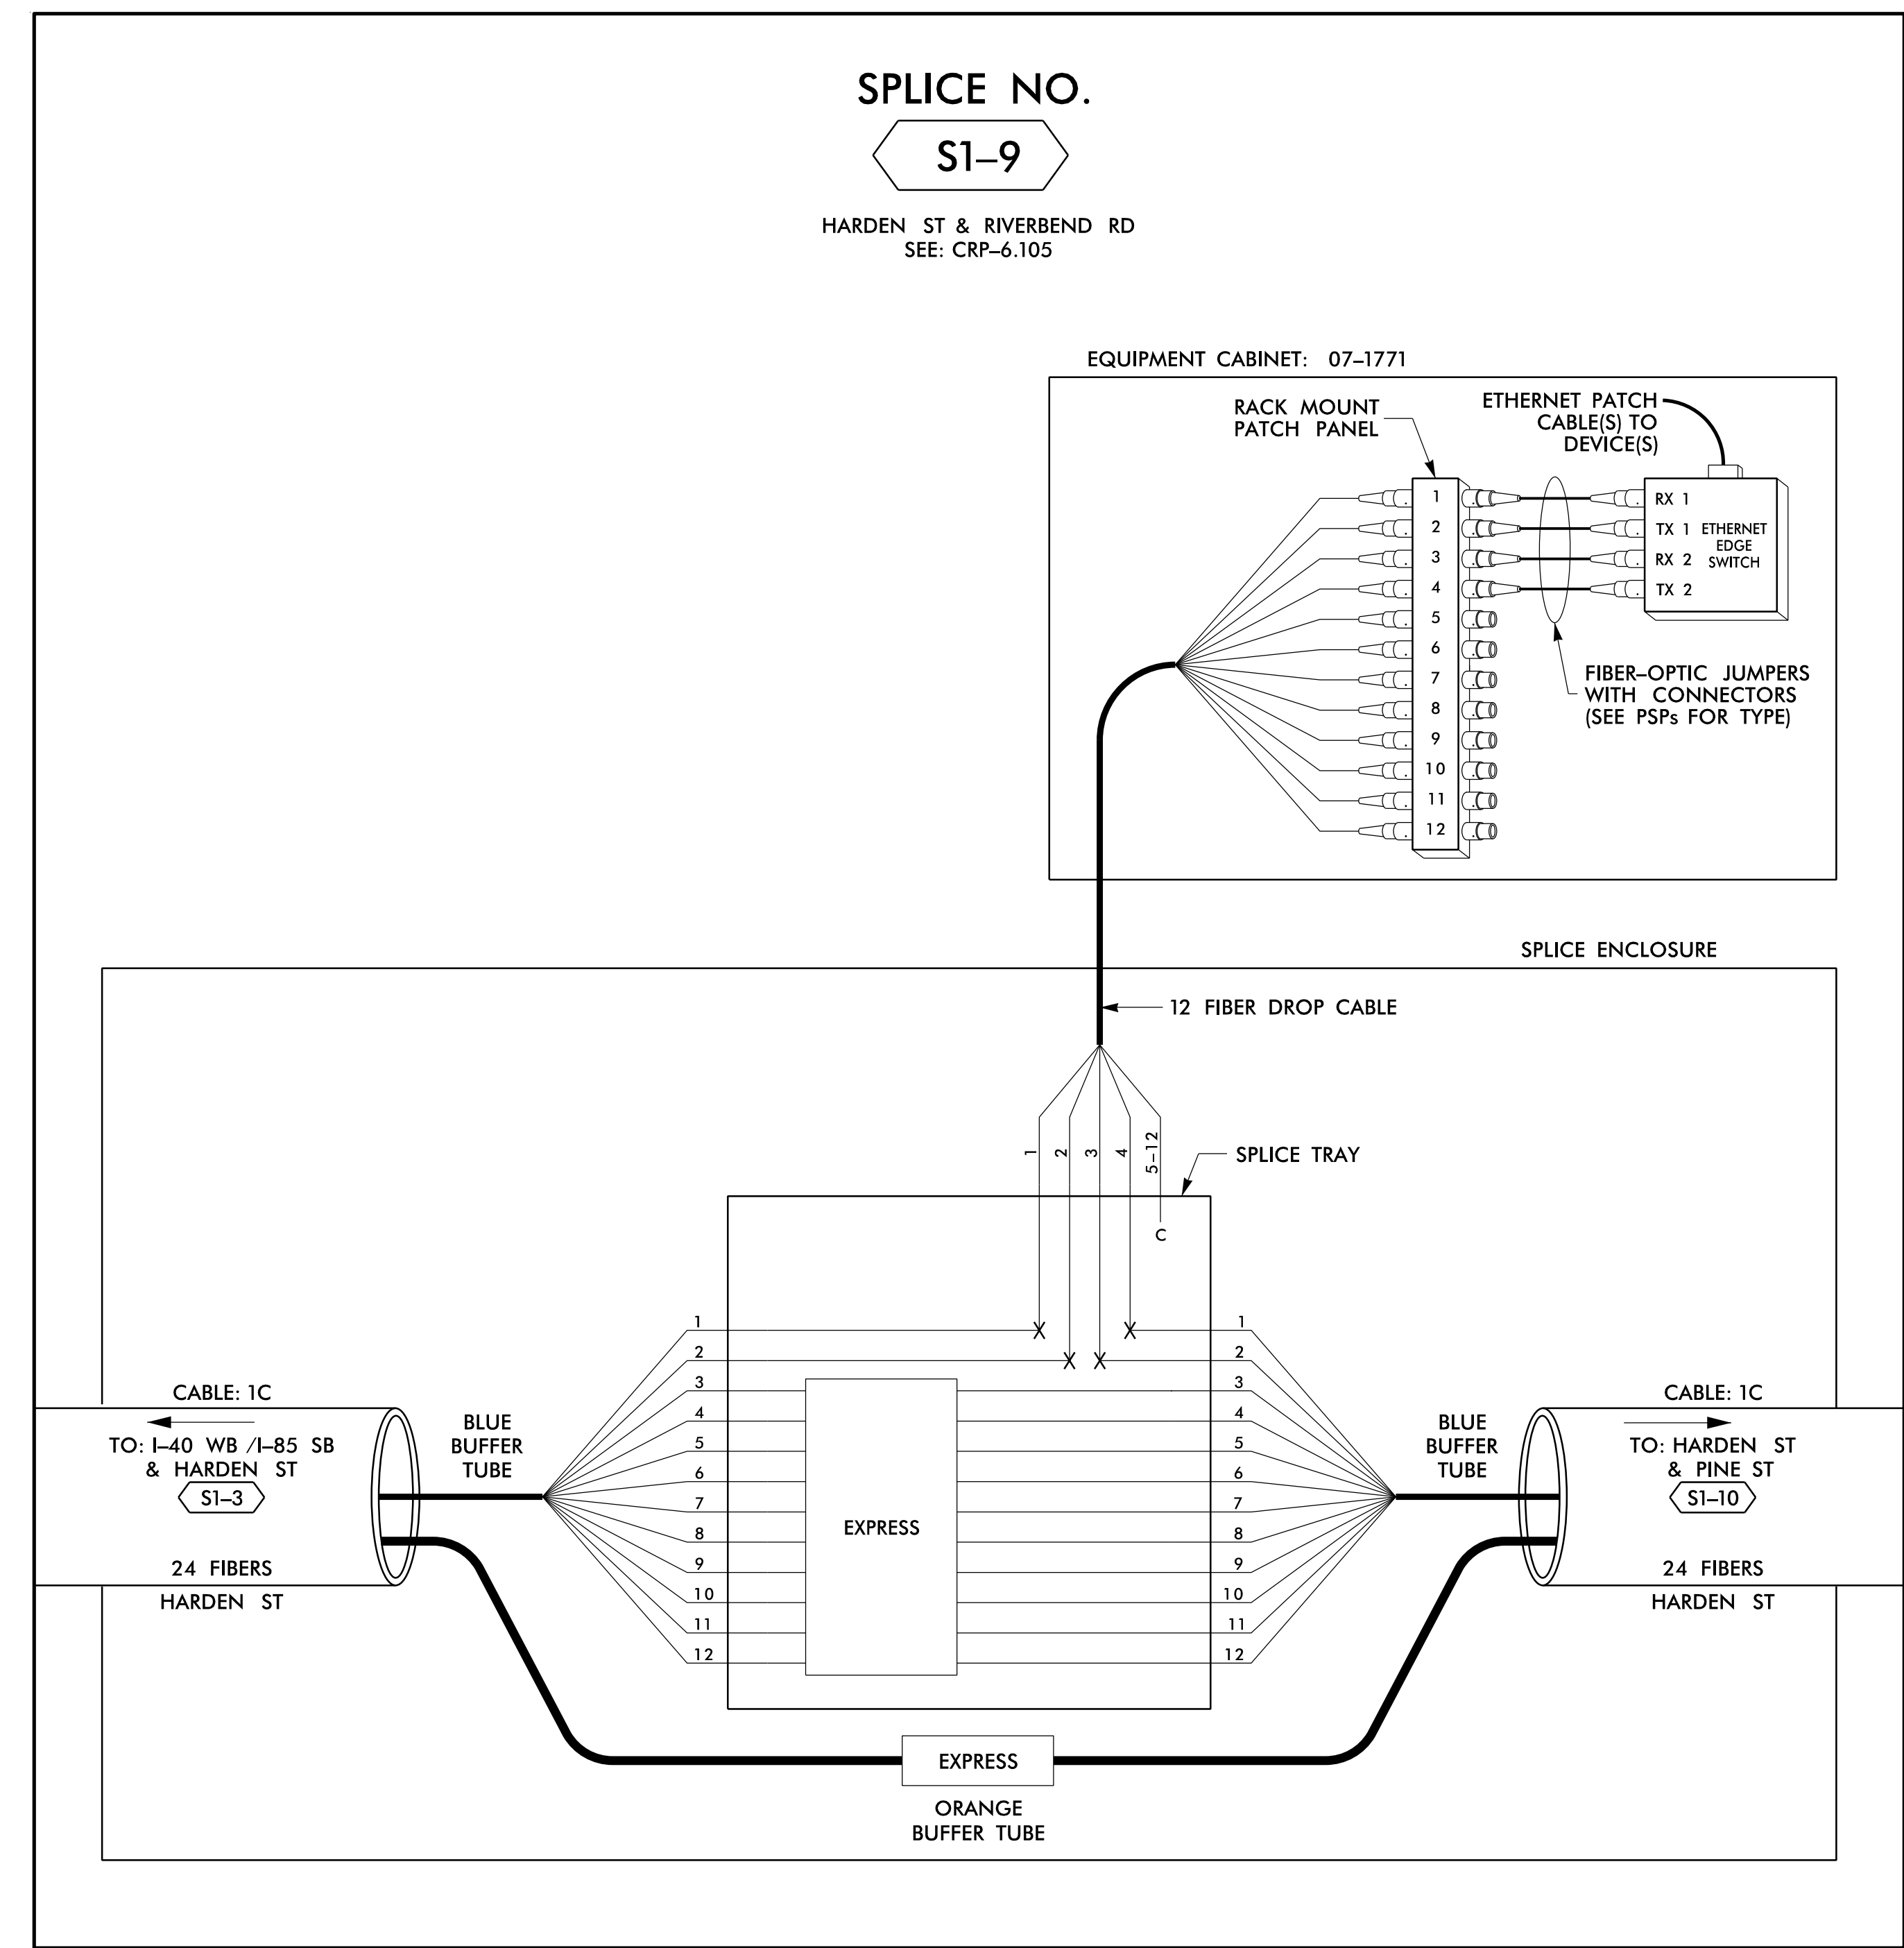 SPLICE NO.
S1–9
HARDEN ST & RIVERBEND RD
SEE: CRP–6.105
EQUIPMENT CABINET: 07–1771
RACK MOUNT
PATCH PANEL
ETHERNET PATCH
CABLE(S) TO
DEVICE(S)
1
2
3
4
5
6
7
8
9
10
11
12
RX 1
TX 1
RX 2
TX 2
ETHERNET
EDGE
SWITCH
FIBER–OPTIC JUMPERS
WITH CONNECTORS
(SEE PSPs FOR TYPE)
SPLICE ENCLOSURE
12 FIBER DROP CABLE
1
2
3
4
5–12
C
SPLICE TRAY
CABLE: 1C
TO: I–40 WB /I–85 SB
& HARDEN ST
S1–3
24 FIBERS
HARDEN ST
BLUE
BUFFER
TUBE
1
2
3
4
5
6
7
8
9
10
11
12
EXPRESS
1
2
3
4
5
6
7
8
9
10
11
12
BLUE
BUFFER
TUBE
CABLE: 1C
TO: HARDEN ST
& PINE ST
S1–10
24 FIBERS
HARDEN ST
EXPRESS
ORANGE
BUFFER TUBE